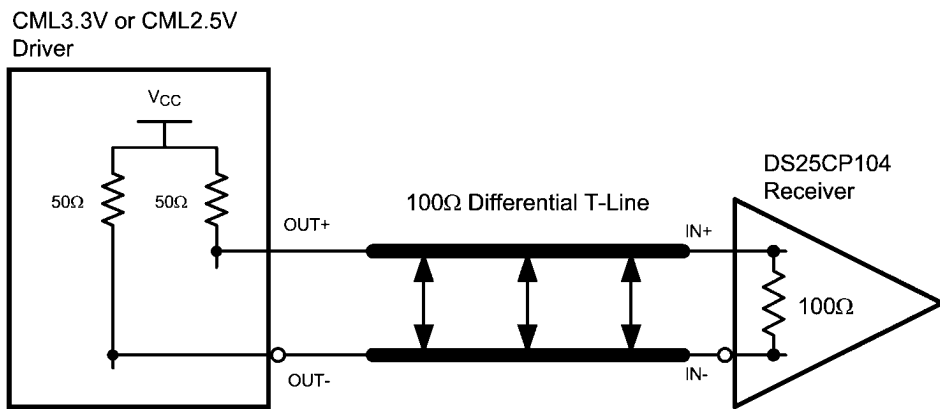 CML3.3V or CML2.5V
Driver
VCC
50Ω
50Ω
OUT+
OUT-
100Ω Differential T-Line
IN+
IN-
DS25CP104
Receiver
100Ω